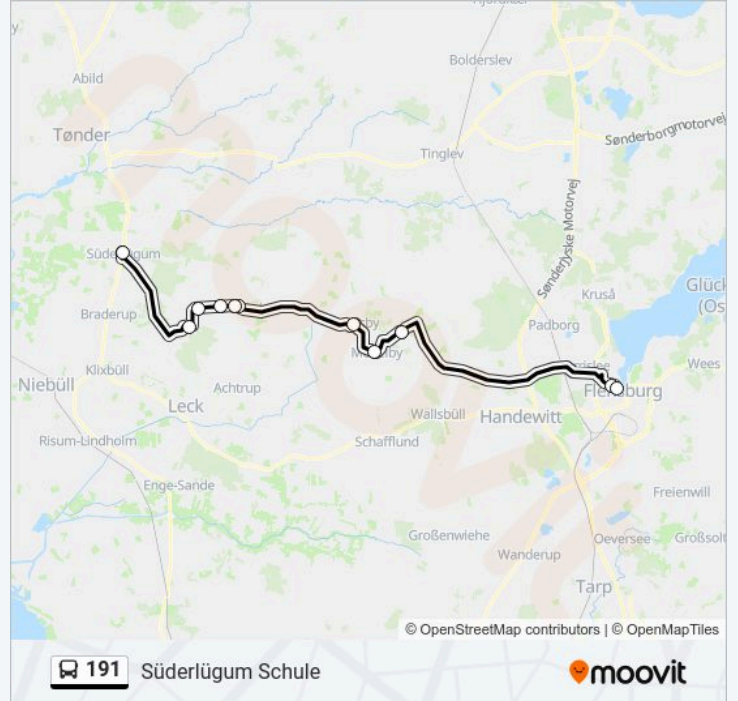 Bolderslev
Abild
Tønder
Sønderborgmotorvej
Tinglev
Sønderjyske Motorvej
Glück
(Os
Kruså
Braderup
Padborg
Klixbüll
Wees
Niebüll
Achtrup
Leck
Wallsbüll
Handewitt
Risum-Lindholm
Schafflund
Enge-Sande
Freienwill
Großenwiehe
Oeversee
Großsolt
Wanderup
Tarp
© OpenStreetMap contributors | © OpenMapTiles
191
Süderlügum Schule
moovit